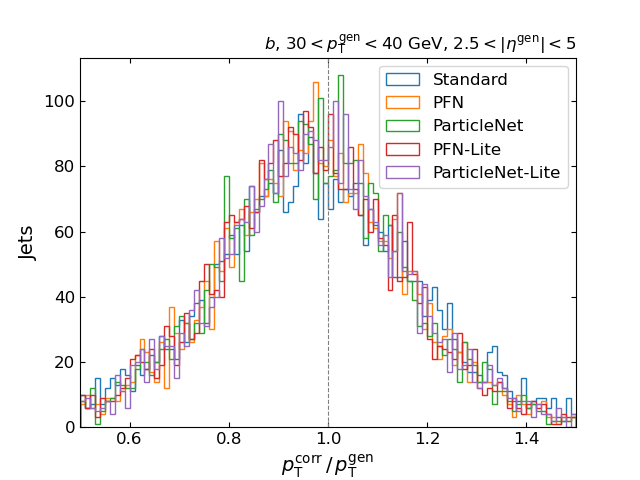 b, 30 < p_T^gen < 40 GeV, 2.5 < |η^gen| < 5
Standard
PFN
ParticleNet
PFN-Lite
ParticleNet-Lite
Jets
100
80
60
40
20
0
0.6 0.8 1.0 1.2 1.4
p_T^corr / p_T^gen